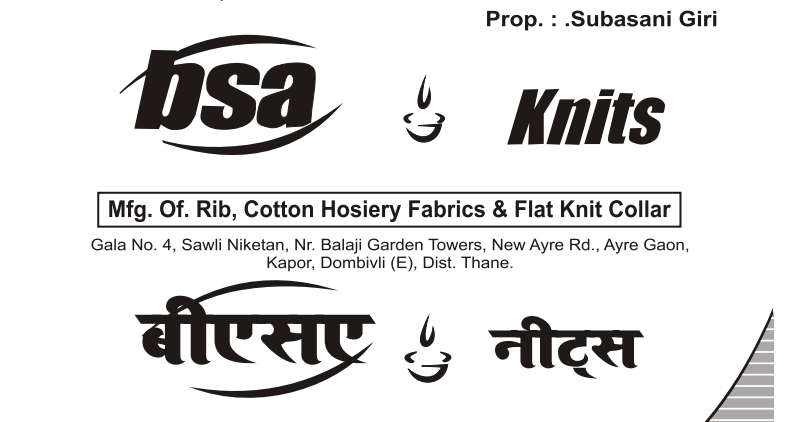 Prop. : .Subasani Giri
bsa Knits
Mfg. Of. Rib, Cotton Hosiery Fabrics & Flat Knit Collar
Gala No. 4, Sawli Niketan, Nr. Balaji Garden Towers, New Ayre Rd., Ayre Gaon,
Kapor, Dombivli (E), Dist. Thane.
बीएसए नीट्स